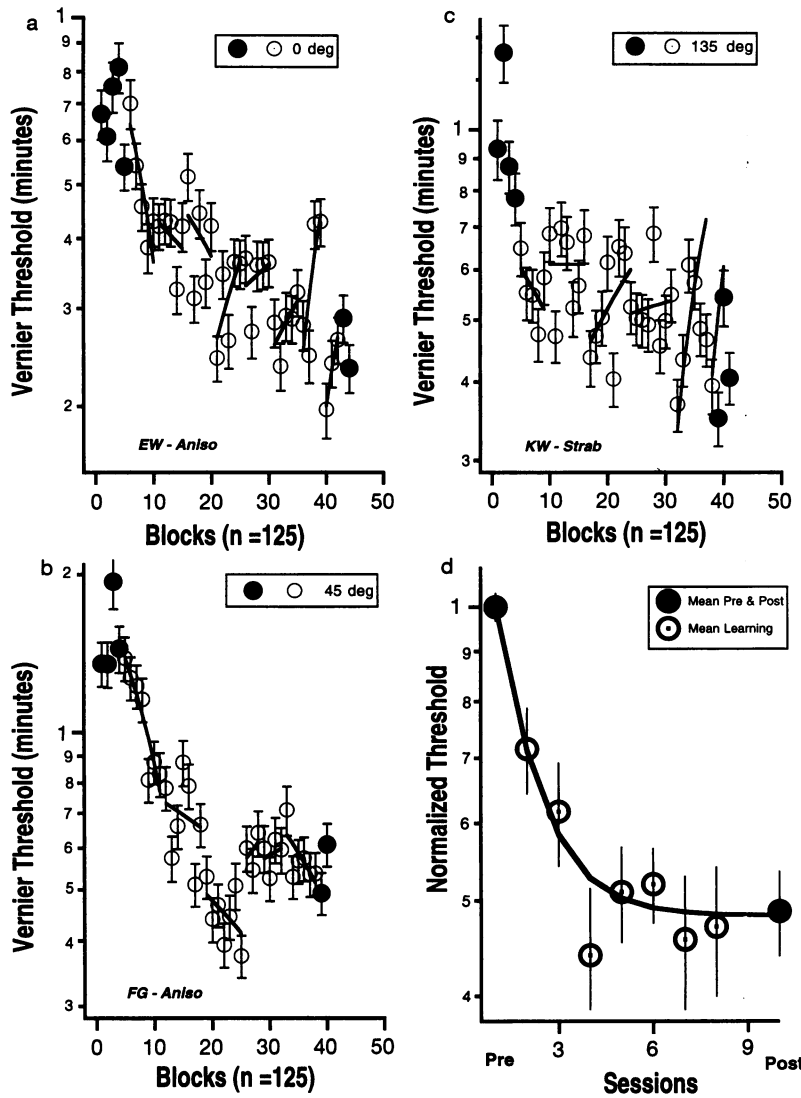 a
0 deg
1
9
8
7
6
5
4
3
2
Vernier Threshold (minutes)
EW - Aniso
0 10 20 30 40 50
Blocks (n =125)
c
135 deg
1
9
8
7
6
5
4
3
Vernier Threshold (minutes)
KW - Strab
0 10 20 30 40 50
Blocks (n =125)
b
45 deg
2
1
9
8
7
6
5
4
3
Vernier Threshold (minutes)
FG - Aniso
0 10 20 30 40 50
Blocks (n =125)
d
Mean Pre & Post
Mean Learning
1
9
8
7
6
5
4
Normalized Threshold
Pre 3 6 9 Post
Sessions